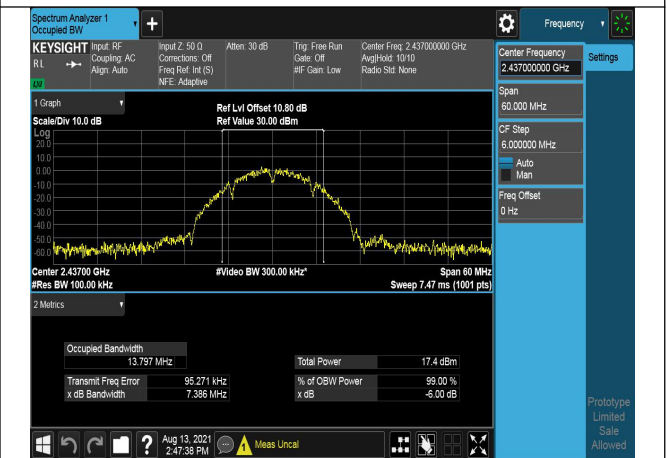 Spectrum Analyzer 1
Occupied BW
+
Frequency
KEYSIGHT Input: RF Input Z: 50 Ω Atten: 30 dB Trig: Free Run Center Freq: 2.437000000 GHz
RL Coupling: AC Corrections: Off Gate: Off Avg|Hold: 10/10
Align: Auto Freq Ref: Int (S) #IF Gain: Low Radio Std: None
NFE: Adaptive
Center Frequency
2.437000000 GHz
Settings
Span
60.000 MHz
CF Step
6.000000 MHz
Auto
Man
Freq Offset
0 Hz
1 Graph
Ref Lvl Offset 10.80 dB
Scale/Div 10.0 dB Ref Value 30.00 dBm
Log
20.0
10.0
0.00
-10.0
-20.0
-30.0
-40.0
-50.0
-60.0
Center 2.43700 GHz #Video BW 300.00 kHz* Span 60 MHz
#Res BW 100.00 kHz Sweep 7.47 ms (1001 pts)
2 Metrics
Occupied Bandwidth
13.797 MHz Total Power 17.4 dBm
Transmit Freq Error 95.271 kHz % of OBW Power 99.00 %
x dB Bandwidth 7.386 MHz x dB -6.00 dB
Prototype
Limited
Sale
Allowed
? Aug 13, 2021
2:47:38 PM
Meas Uncal